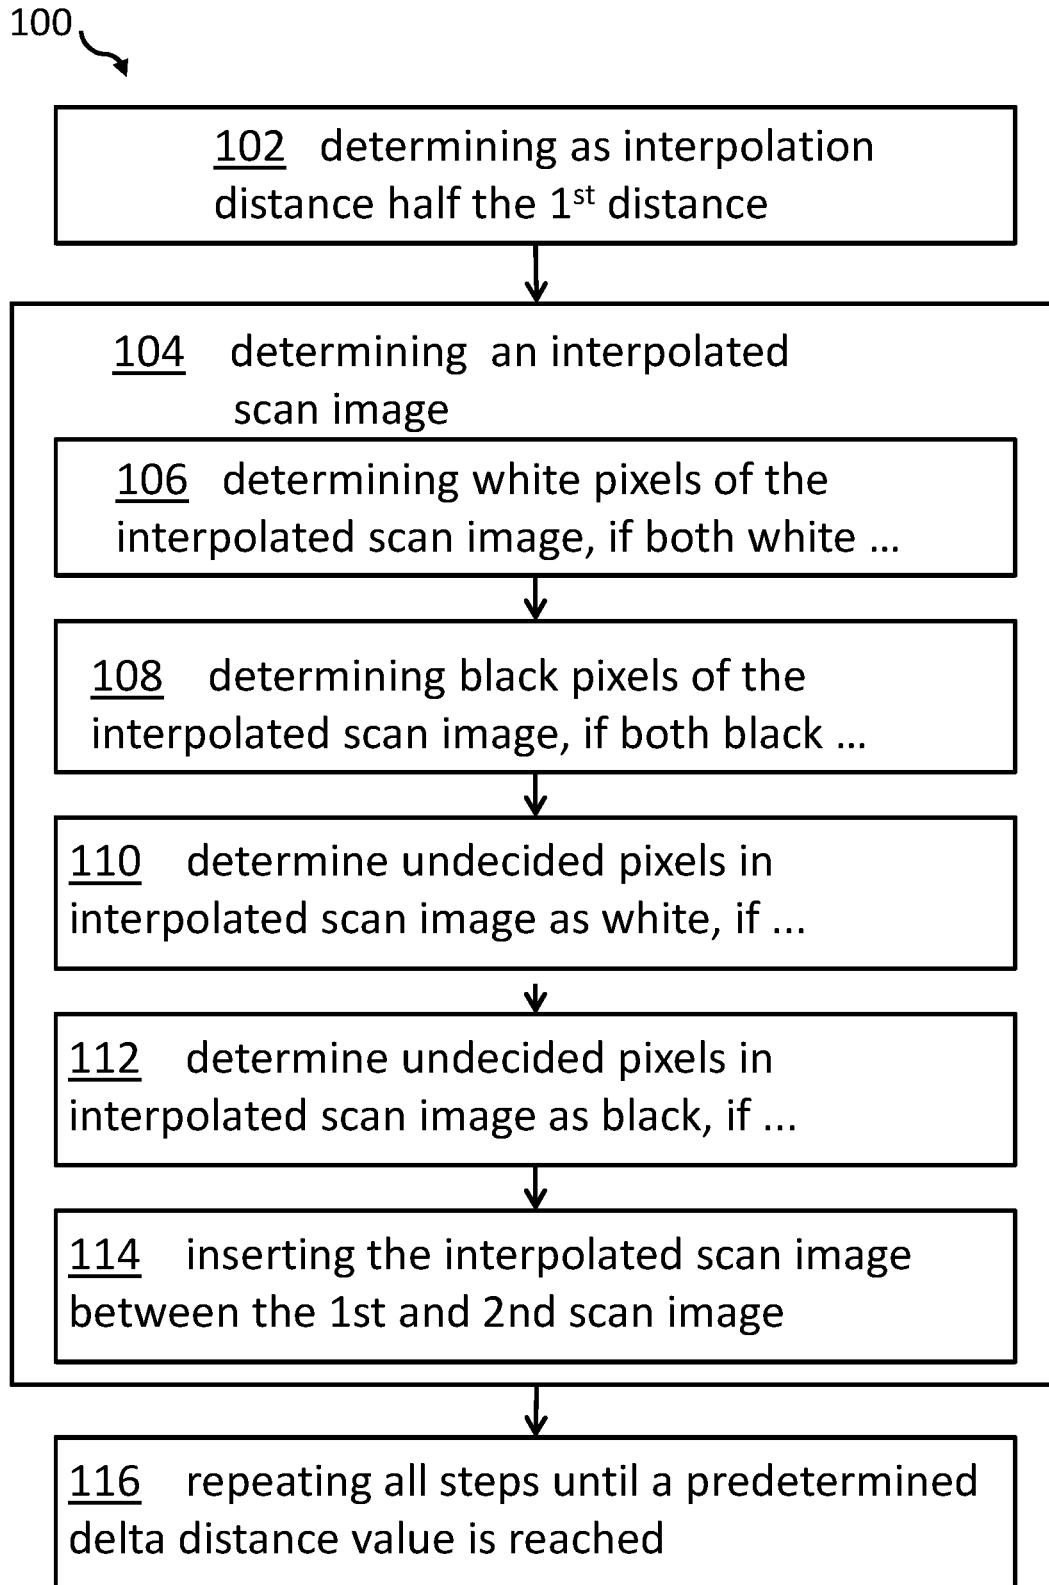 100
102 determining as interpolation
distance half the 1st distance
104 determining an interpolated
scan image
106 determining white pixels of the
interpolated scan image, if both white ...
108 determining black pixels of the
interpolated scan image, if both black ...
110 determine undecided pixels in
interpolated scan image as white, if ...
112 determine undecided pixels in
interpolated scan image as black, if ...
114 inserting the interpolated scan image
between the 1st and 2nd scan image
116 repeating all steps until a predetermined
delta distance value is reached